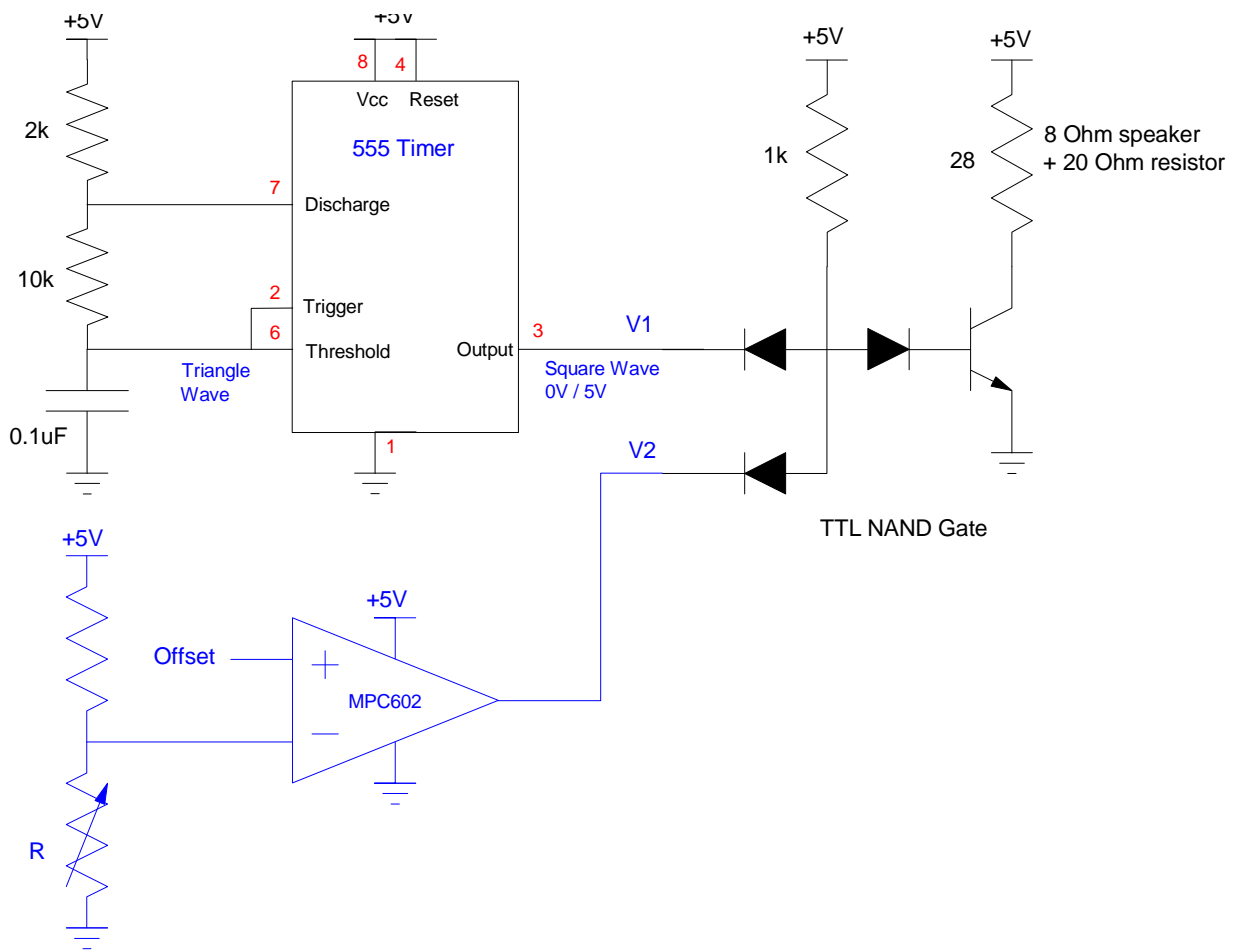 +5V
+5V
+5V
+5V
8
4
Vcc
Reset
2k
555 Timer
1k
28
8 Ohm speaker
+ 20 Ohm resistor
7
Discharge
10k
2
Trigger
6
Threshold
Output
3
V1
Triangle
Wave
Square Wave
0V / 5V
0.1uF
1
V2
TTL NAND Gate
+5V
+5V
Offset
+
MPC602
−
R